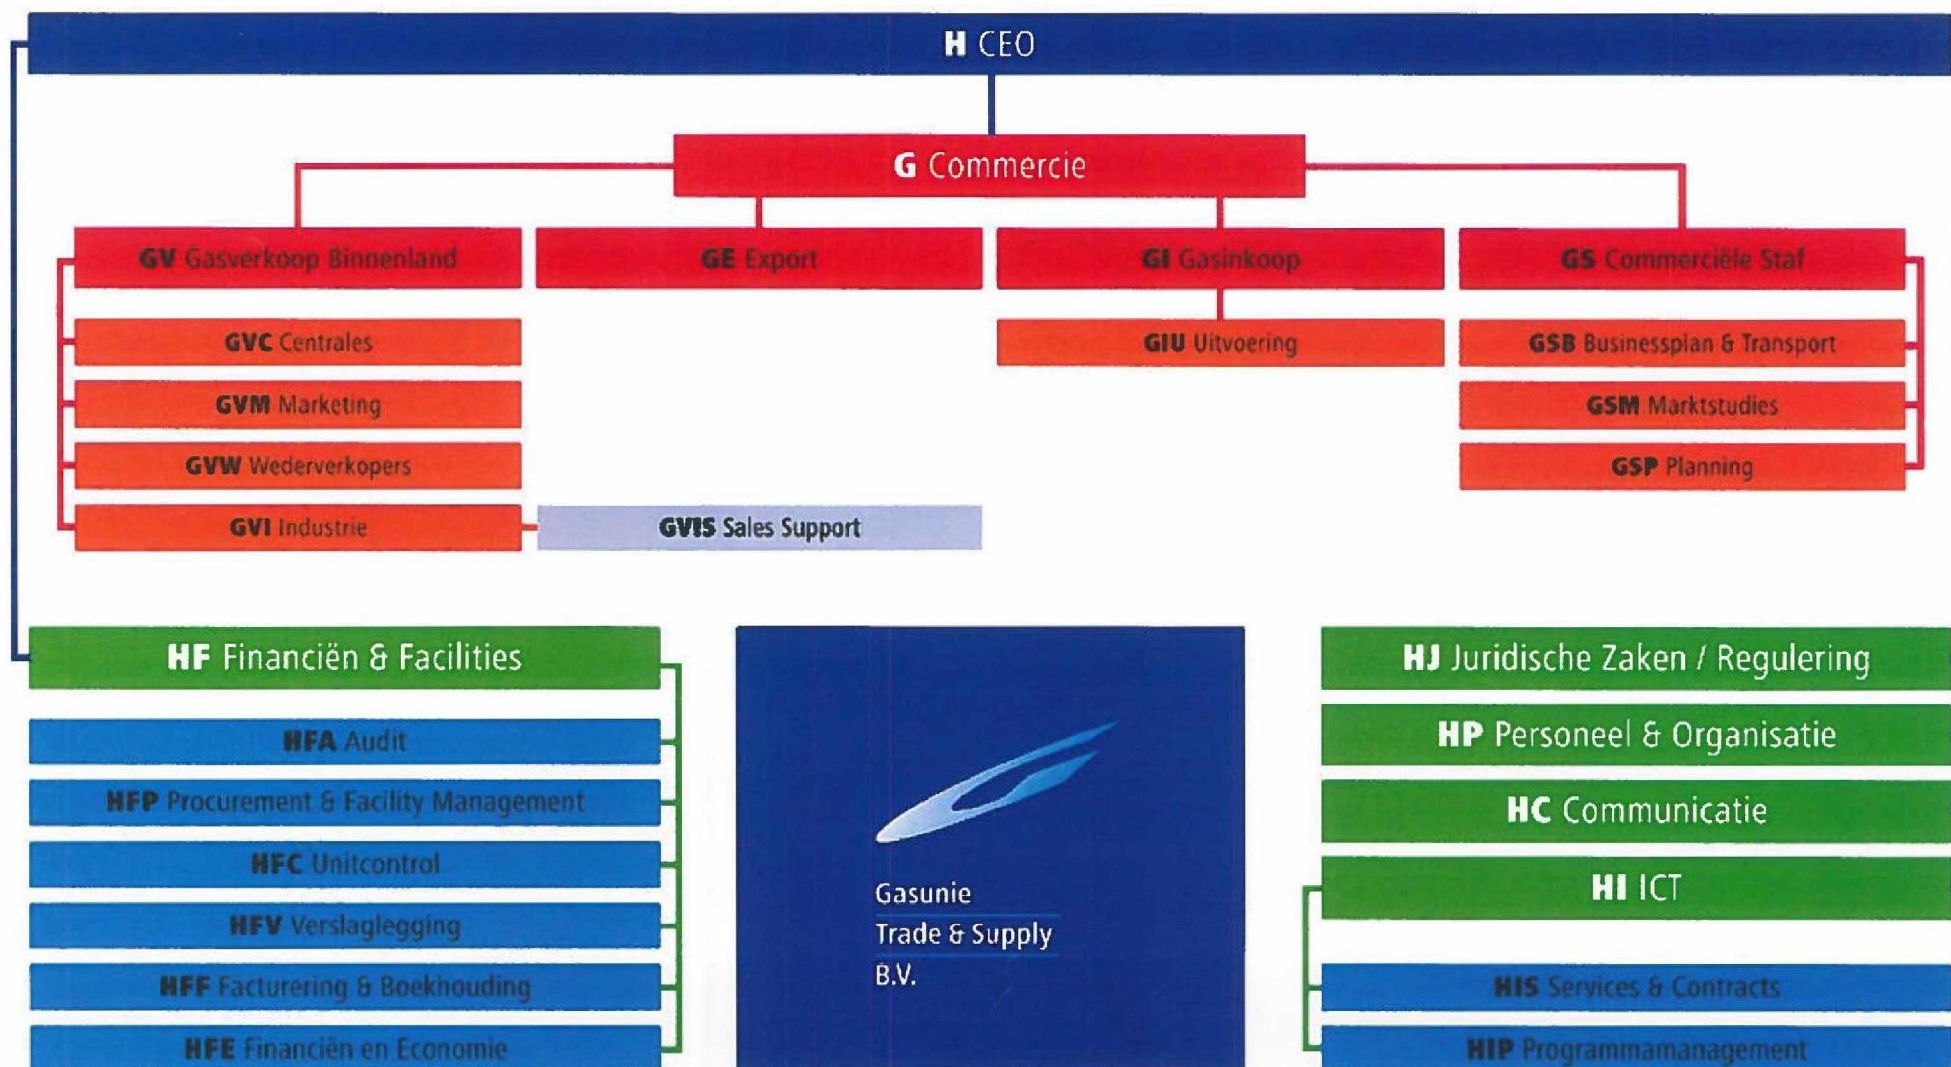 H CEO
G Commercie
GV Gasverkoop Binnenland
GE Export
GI Gasinkoop
GS Commerciële Staf
GVC Centrales
GIU Uitvoering
GSB Businessplan & Transport
GVM Marketing
GSM Marktstudies
GVW Wederverkopers
GSP Planning
GVI Industrie
GVIS Sales Support
HF Financiën & Facilities
HFA Audit
HFP Procurement & Facility Management
HFC Unitcontrol
HFV Verslaglegging
HFF Facturering & Boekhouding
HFE Financiën en Economie
Gasunie
Trade & Supply
B.V.
HJ Juridische Zaken / Regulering
HP Personeel & Organisatie
HC Communicatie
HI ICT
HIS Services & Contracts
HIP Programmamanagement